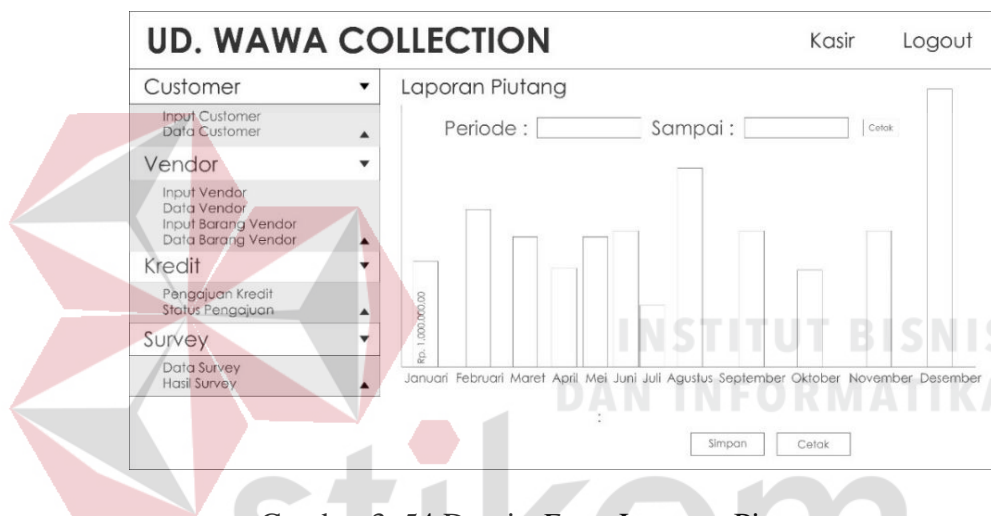 UD. WAWA COLLECTION
Kasir Logout
Customer
Input Customer
Data Customer
Vendor
Input Vendor
Data Vendor
Input Barang Vendor
Data Barang Vendor
Kredit
Pengajuan Kredit
Status Pengajuan
Survey
Data Survey
Hasil Survey
Laporan Piutang
Periode : Sampai : Cetak
Rp. 1.000.000.00
Januari Februari Maret April Mei Juni Juli Agustus September Oktober November Desember
:
Simpan Cetak
INSTITUT BISNIS
DAN INFORMATIKA
stikom